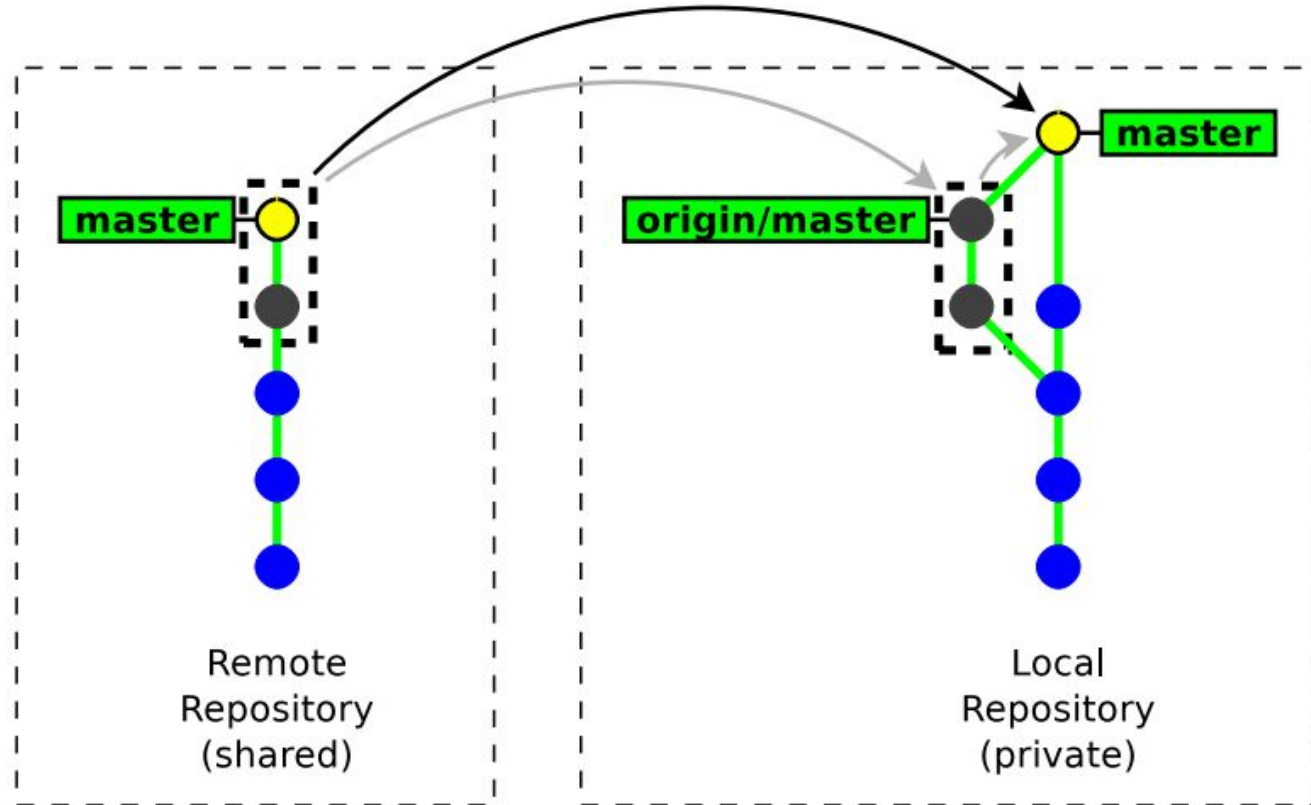 master
master
origin/master
Remote
Repository
(shared)
Local
Repository
(private)